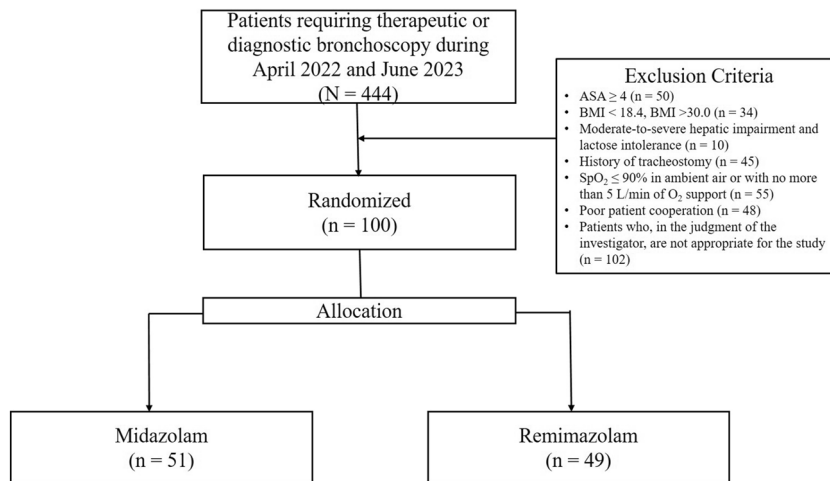 Patients requiring therapeutic or
diagnostic bronchoscopy during
April 2022 and June 2023
(N = 444)
Exclusion Criteria
• ASA ≥ 4 (n = 50)
• BMI < 18.4, BMI >30.0 (n = 34)
• Moderate-to-severe hepatic impairment and
lactose intolerance (n = 10)
• History of tracheostomy (n = 45)
• SpO₂ ≤ 90% in ambient air or with no more
than 5 L/min of O₂ support (n = 55)
• Poor patient cooperation (n = 48)
• Patients who, in the judgment of the
investigator, are not appropriate for the study
(n = 102)
Randomized
(n = 100)
Allocation
Midazolam
(n = 51)
Remimazolam
(n = 49)